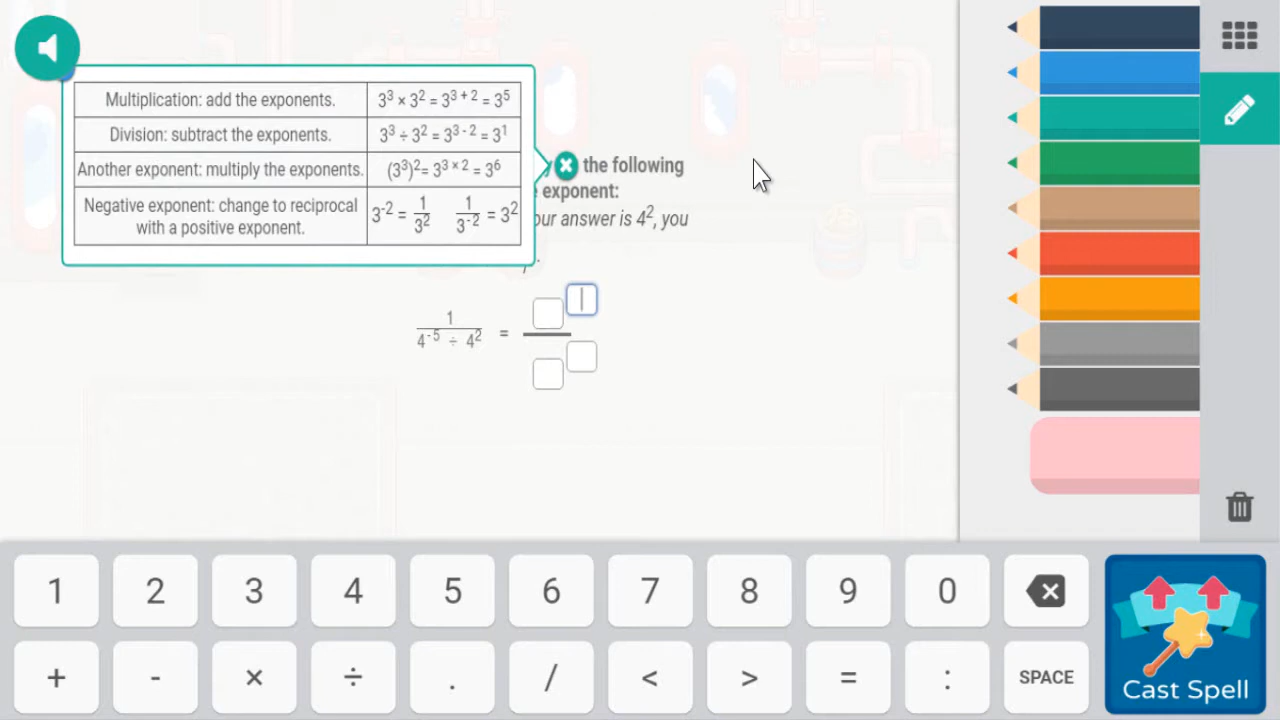 Multiplication: add the exponents. 3³ × 3² = 3³ ⁺ ² = 3⁵
Division: subtract the exponents. 3³ ÷ 3² = 3³ ⁻ ² = 3¹
Another exponent: multiply the exponents. (3³)² = 3³ ˣ ² = 3⁶
Negative exponent: change to reciprocal
with a positive exponent. 3⁻² = 1/3² 1/3⁻² = 3²
the following
exponent:
our answer is 4², you
1/(4⁻⁵ ÷ 4²) =
1 2 3 4 5 6 7 8 9 0
+ - × ÷ . / < > = : SPACE
Cast Spell